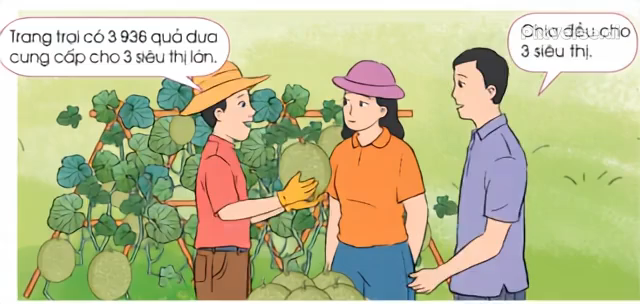 Trang trại có 3 936 quả dưa
cung cấp cho 3 siêu thị lớn.
Chia đều cho
3 siêu thị.